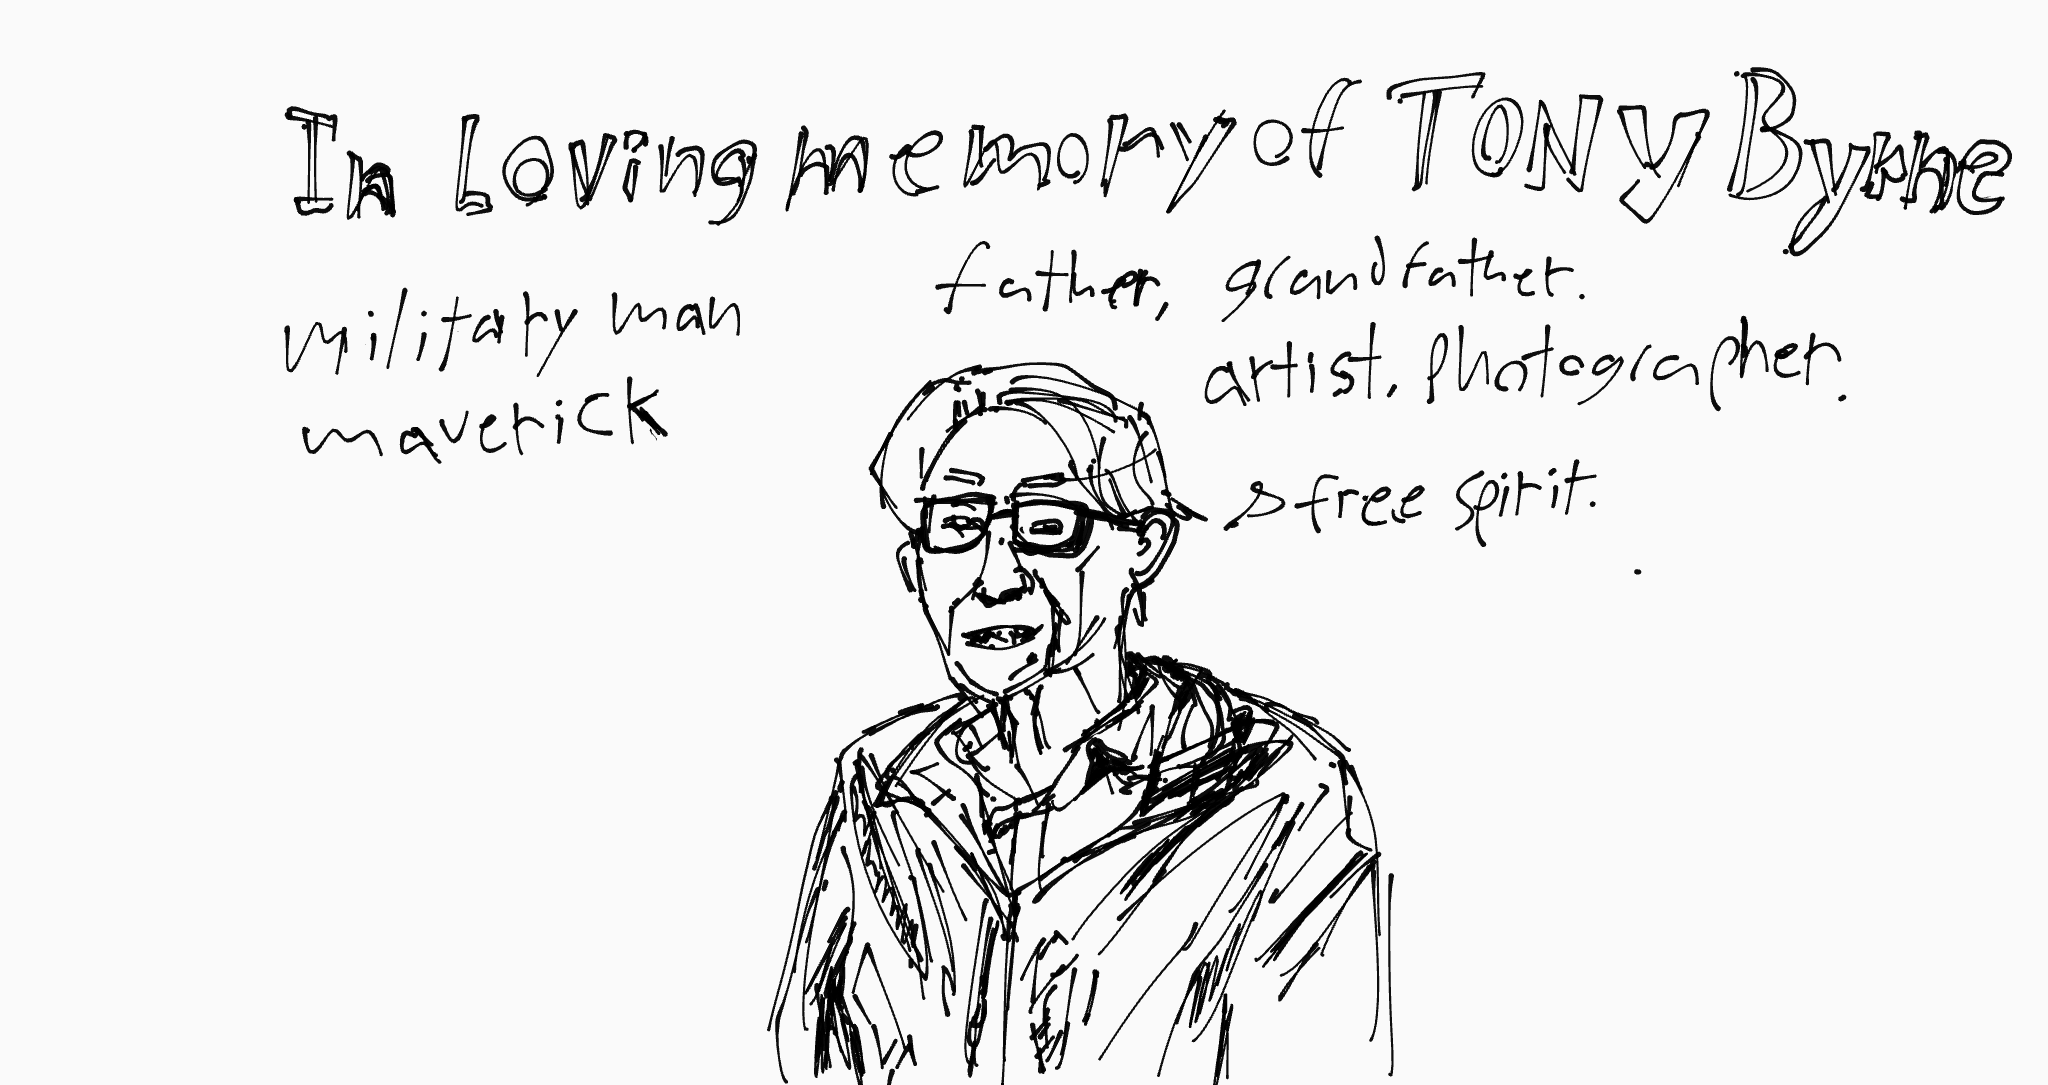 In Loving memory of TONY Byrne
father, grandfather.
military man
artist, photographer.
maverick
free spirit.